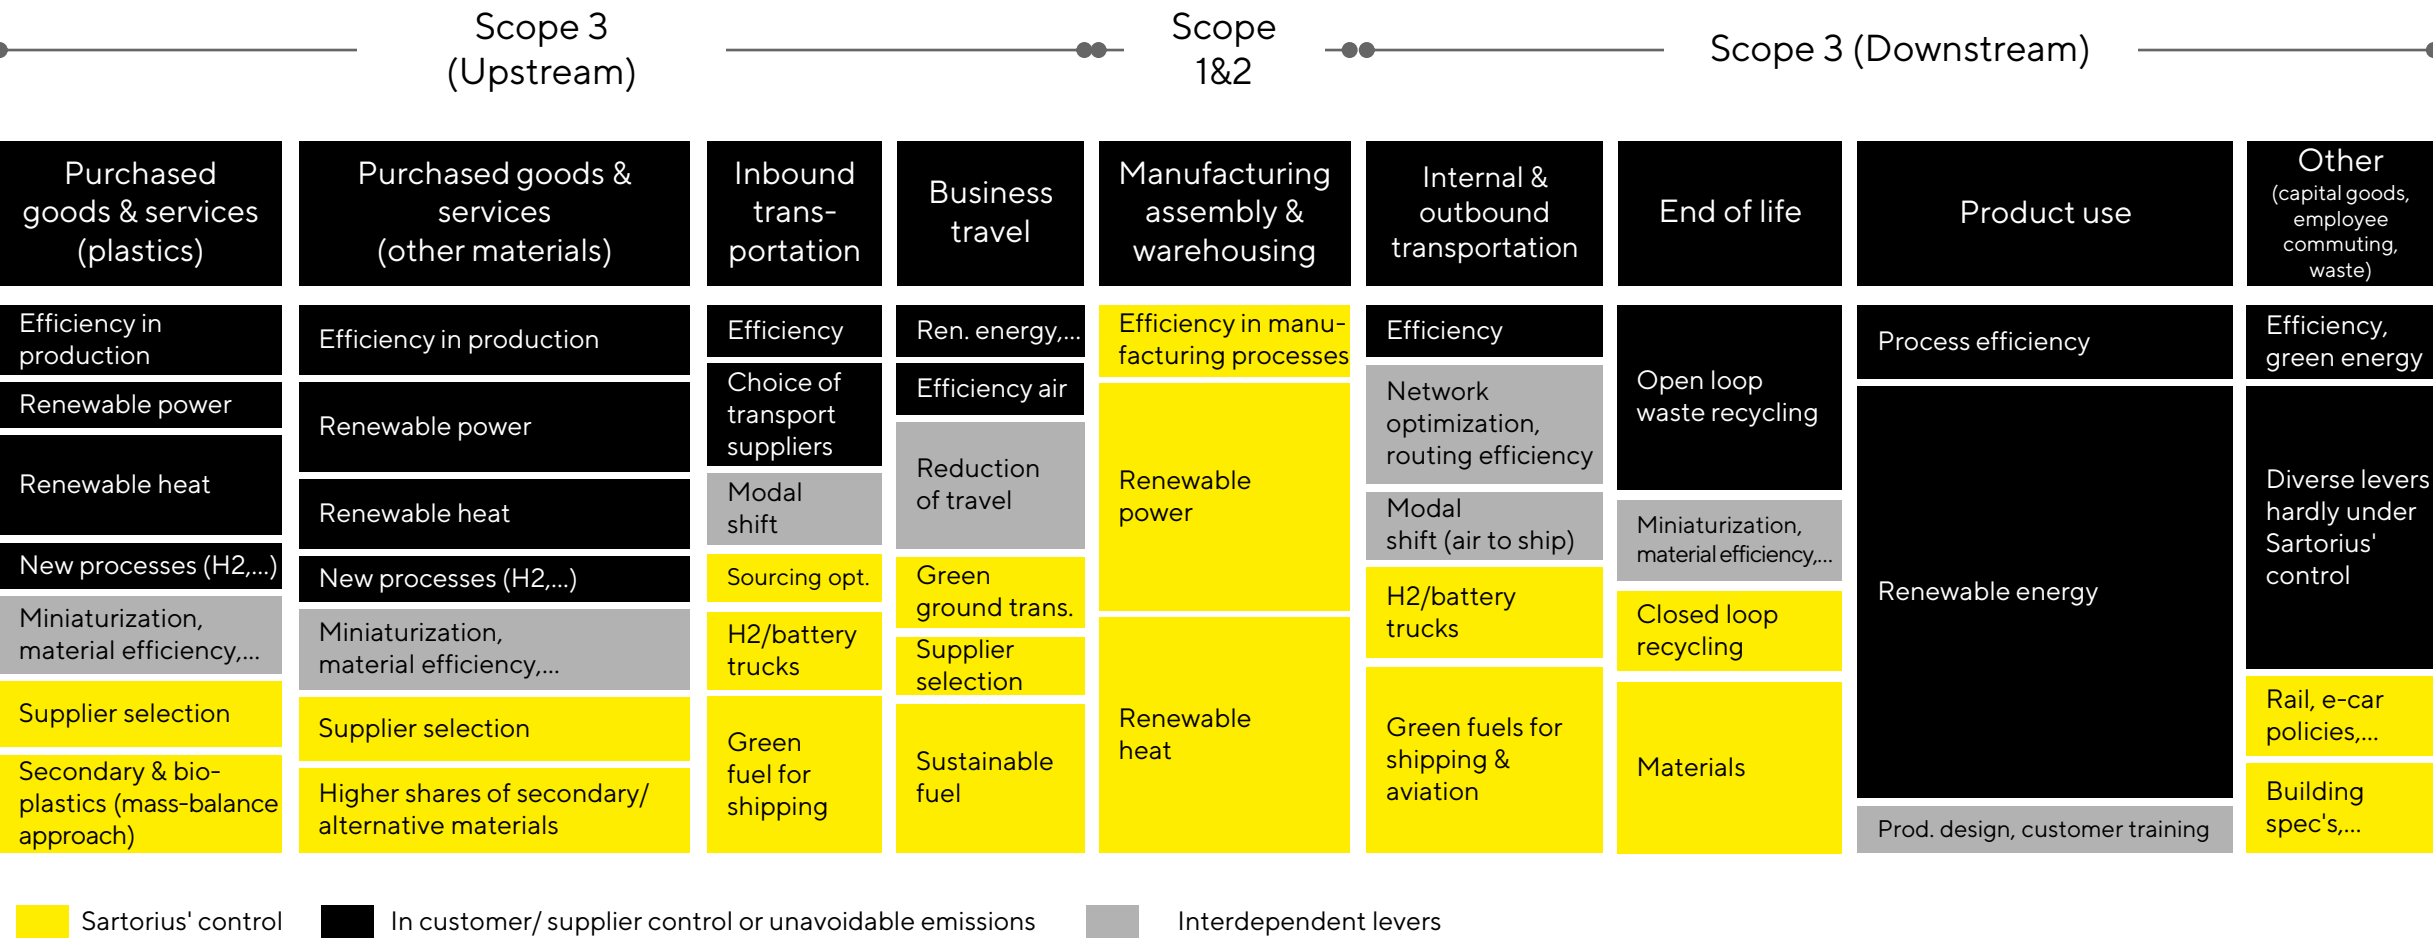 Scope 3
(Upstream)
Scope
1&2
Scope 3 (Downstream)
Purchased
goods & services
(plastics)
Purchased goods &
services
(other materials)
Inbound
trans-
portation
Business
travel
Manufacturing
assembly &
warehousing
Internal &
outbound
transportation
End of life
Product use
Other
(capital goods,
employee
commuting,
waste)
Efficiency in
production
Renewable power
Renewable heat
New processes (H2,...)
Miniaturization,
material efficiency,...
Supplier selection
Secondary & bio-
plastics (mass-balance
approach)
Efficiency in production
Renewable power
Renewable heat
New processes (H2,...)
Miniaturization,
material efficiency,...
Supplier selection
Higher shares of secondary/
alternative materials
Efficiency
Choice of
transport
suppliers
Modal
shift
Sourcing opt.
H2/battery
trucks
Green
fuel for
shipping
Ren. energy,...
Efficiency air
Reduction
of travel
Green
ground trans.
Supplier
selection
Sustainable
fuel
Efficiency in manu-
facturing processes
Renewable
power
Renewable
heat
Efficiency
Network
optimization,
routing efficiency
Modal
shift (air to ship)
H2/battery
trucks
Green fuels for
shipping &
aviation
Open loop
waste recycling
Miniaturization,
material efficiency,...
Closed loop
recycling
Materials
Process efficiency
Renewable energy
Prod. design, customer training
Efficiency,
green energy
Diverse levers
hardly under
Sartorius'
control
Rail, e-car
policies,...
Building
spec's,...
Sartorius' control
In customer/ supplier control or unavoidable emissions
Interdependent levers